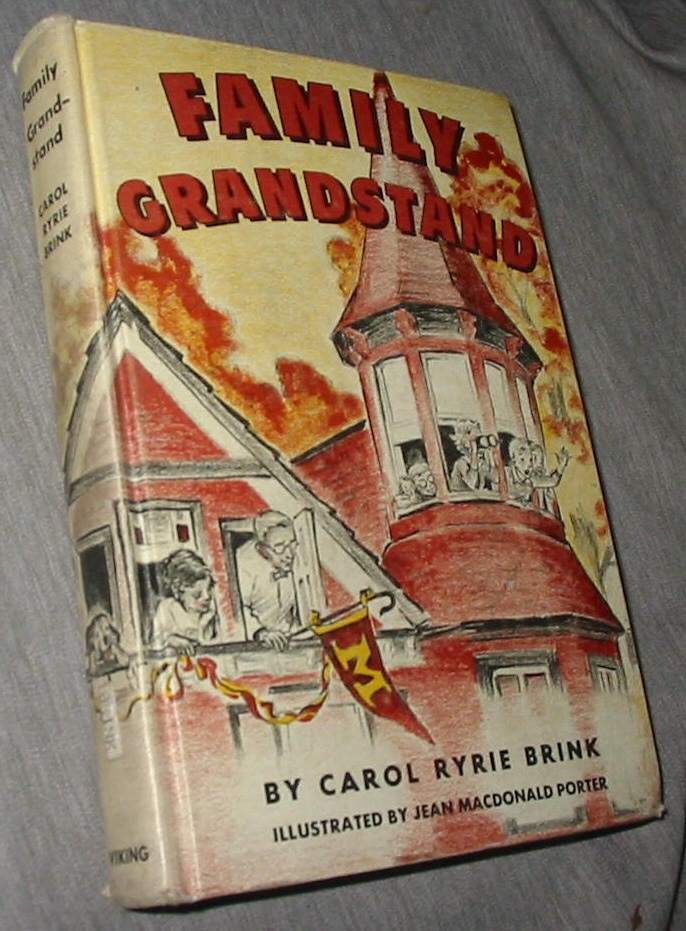 Family
Grand-
stand
CAROL
RYRIE
BRINK
VIKING
FAMILY
GRANDSTAND
M
BY CAROL RYRIE BRINK
ILLUSTRATED BY JEAN MACDONALD PORTER